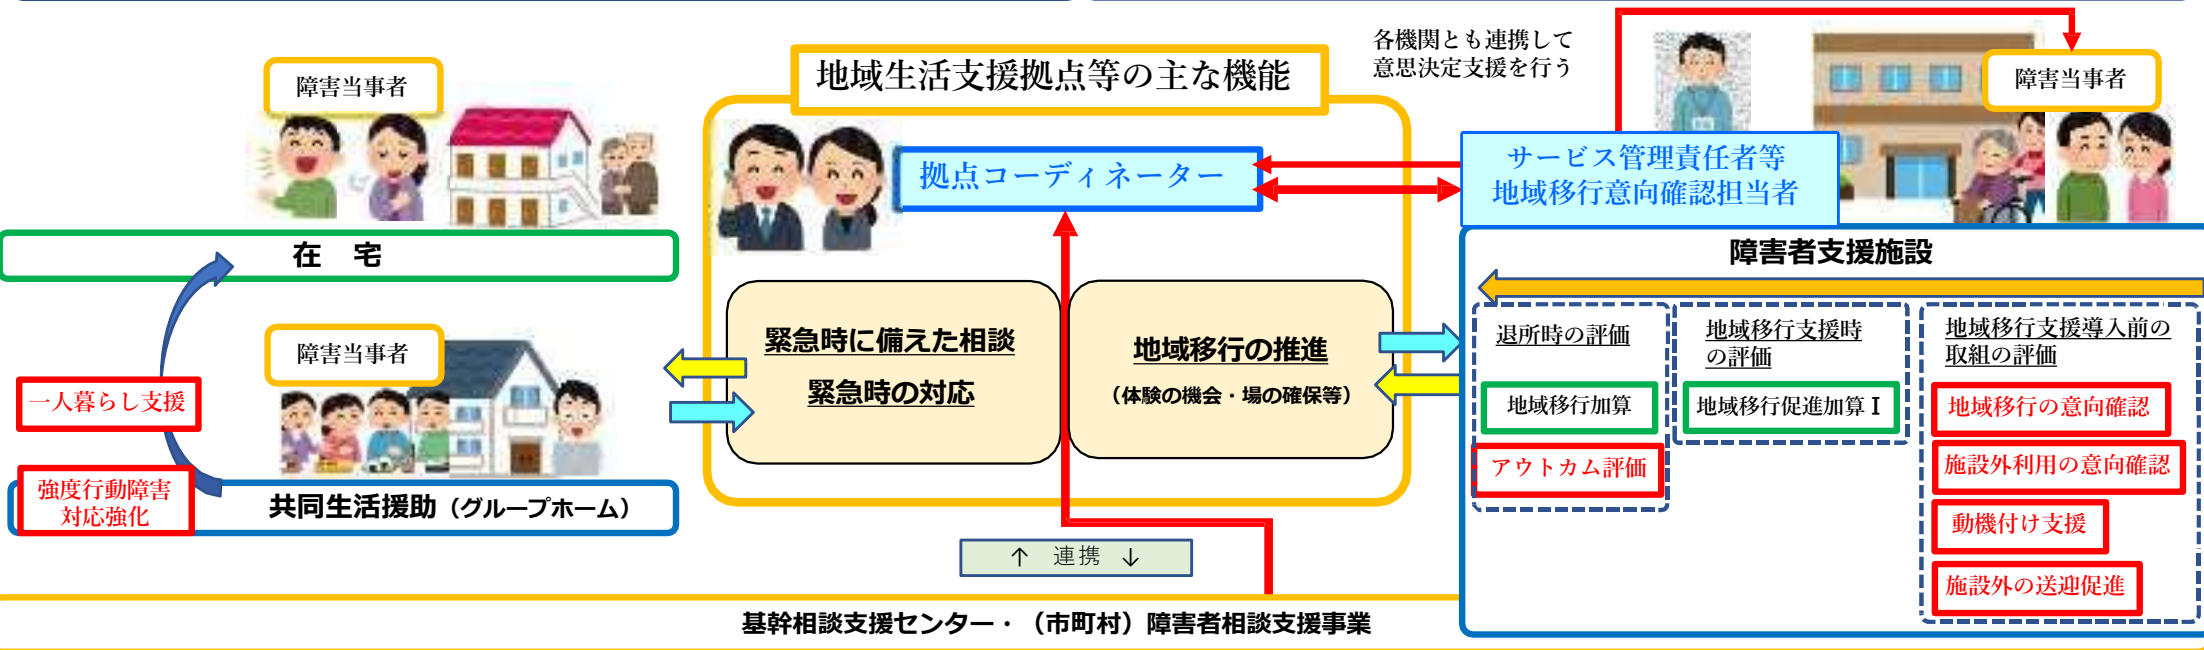 障害当事者
在　宅
障害当事者
一人暮らし支援
強度行動障害
対応強化
共同生活援助（グループホーム）
地域生活支援拠点等の主な機能
拠点コーディネーター
緊急時に備えた相談
緊急時の対応
地域移行の推進
（体験の機会・場の確保等）
↑　連携　↓
基幹相談支援センター・（市町村）障害者相談支援事業
各機関とも連携して
意思決定支援を行う
障害当事者
サービス管理責任者等
地域移行意向確認担当者
障害者支援施設
退所時の評価
地域移行加算
アウトカム評価
地域移行支援時
の評価
地域移行促進加算Ⅰ
地域移行支援導入前の
取組の評価
地域移行の意向確認
施設外利用の意向確認
動機付け支援
施設外の送迎促進